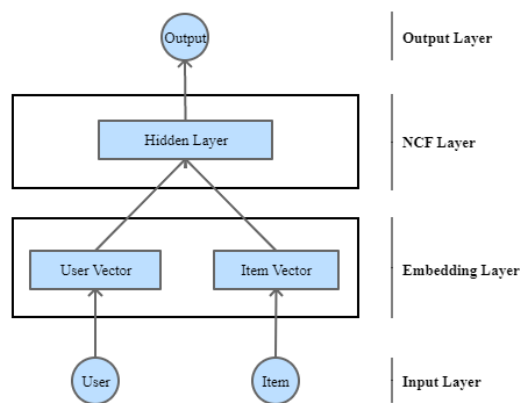 Output
Output Layer
Hidden Layer
NCF Layer
User Vector
Item Vector
Embedding Layer
User
Item
Input Layer